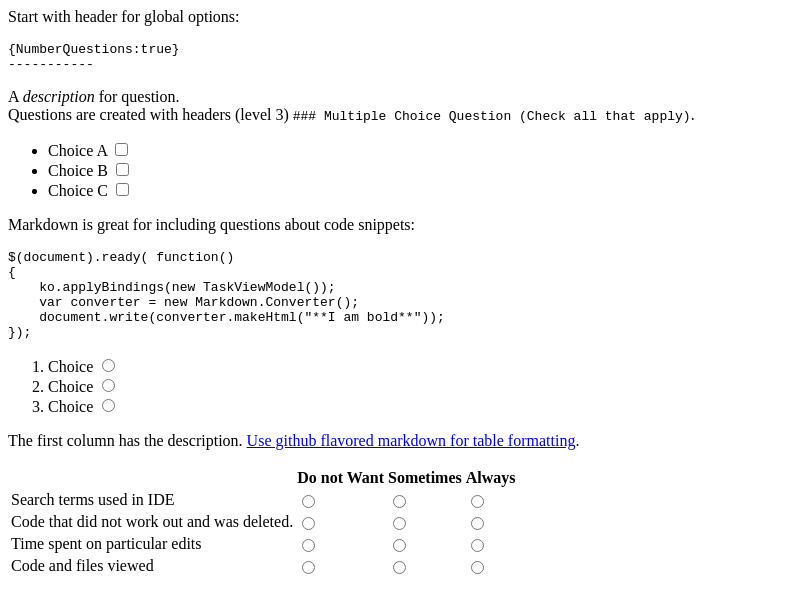 Start with header for global options:
{NumberQuestions:true}
-----------
A description for question.
Questions are created with headers (level 3) ### Multiple Choice Question (Check all that apply).
Choice A
Choice B
Choice C
Markdown is great for including questions about code snippets:
$(document).ready( function()
{
    ko.applyBindings(new TaskViewModel());
    var converter = new Markdown.Converter();
    document.write(converter.makeHtml("**I am bold**"));
});
1. Choice
2. Choice
3. Choice
The first column has the description. Use github flavored markdown for table formatting.
Do not Want Sometimes Always
Search terms used in IDE
Code that did not work out and was deleted.
Time spent on particular edits
Code and files viewed